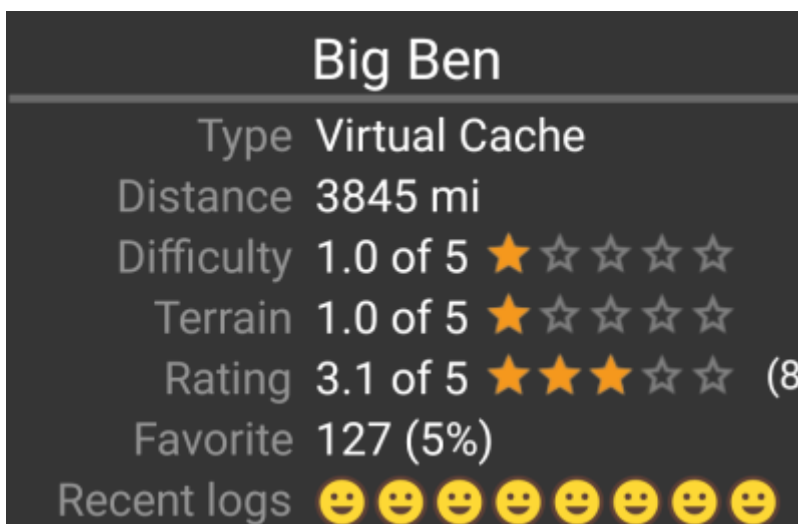 Big Ben
Type Virtual Cache
Distance 3845 mi
Difficulty 1.0 of 5
Terrain 1.0 of 5
Rating 3.1 of 5 (8
Favorite 127 (5%)
Recent logs